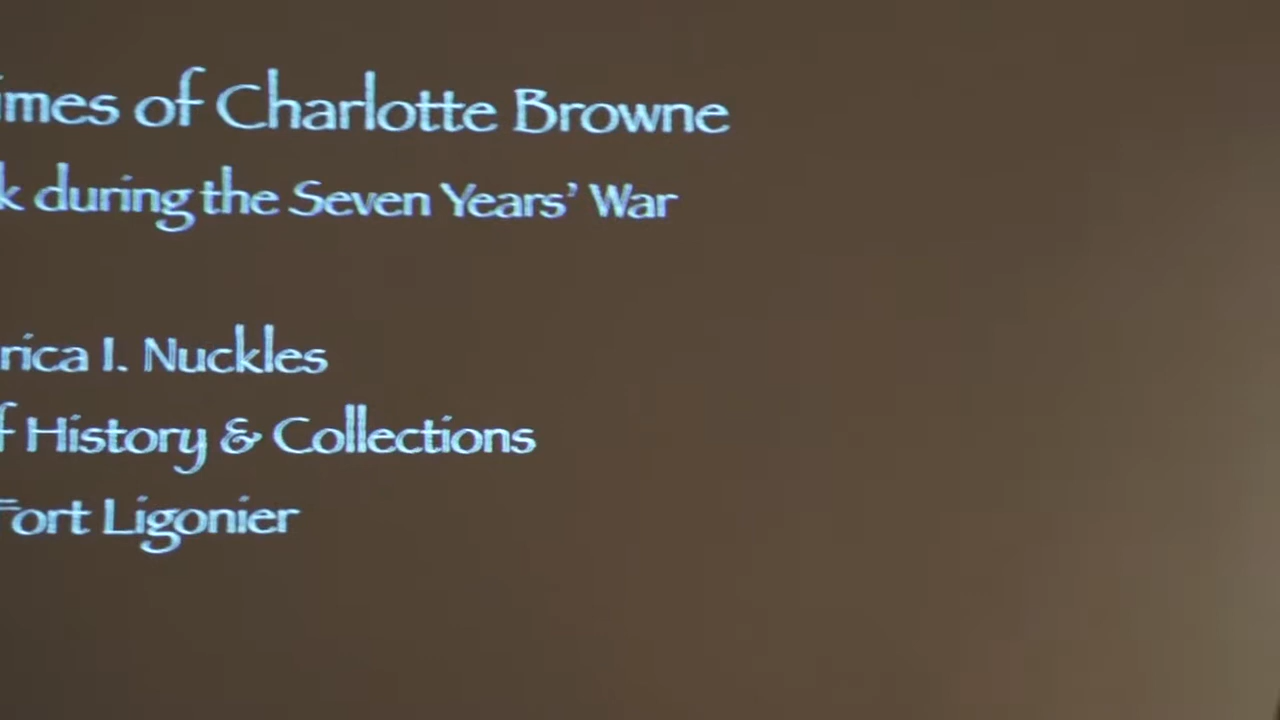 imes of Charlotte Browne
k during the Seven Years' War
rica I. Nuckles
f History & Collections
Fort Ligonier